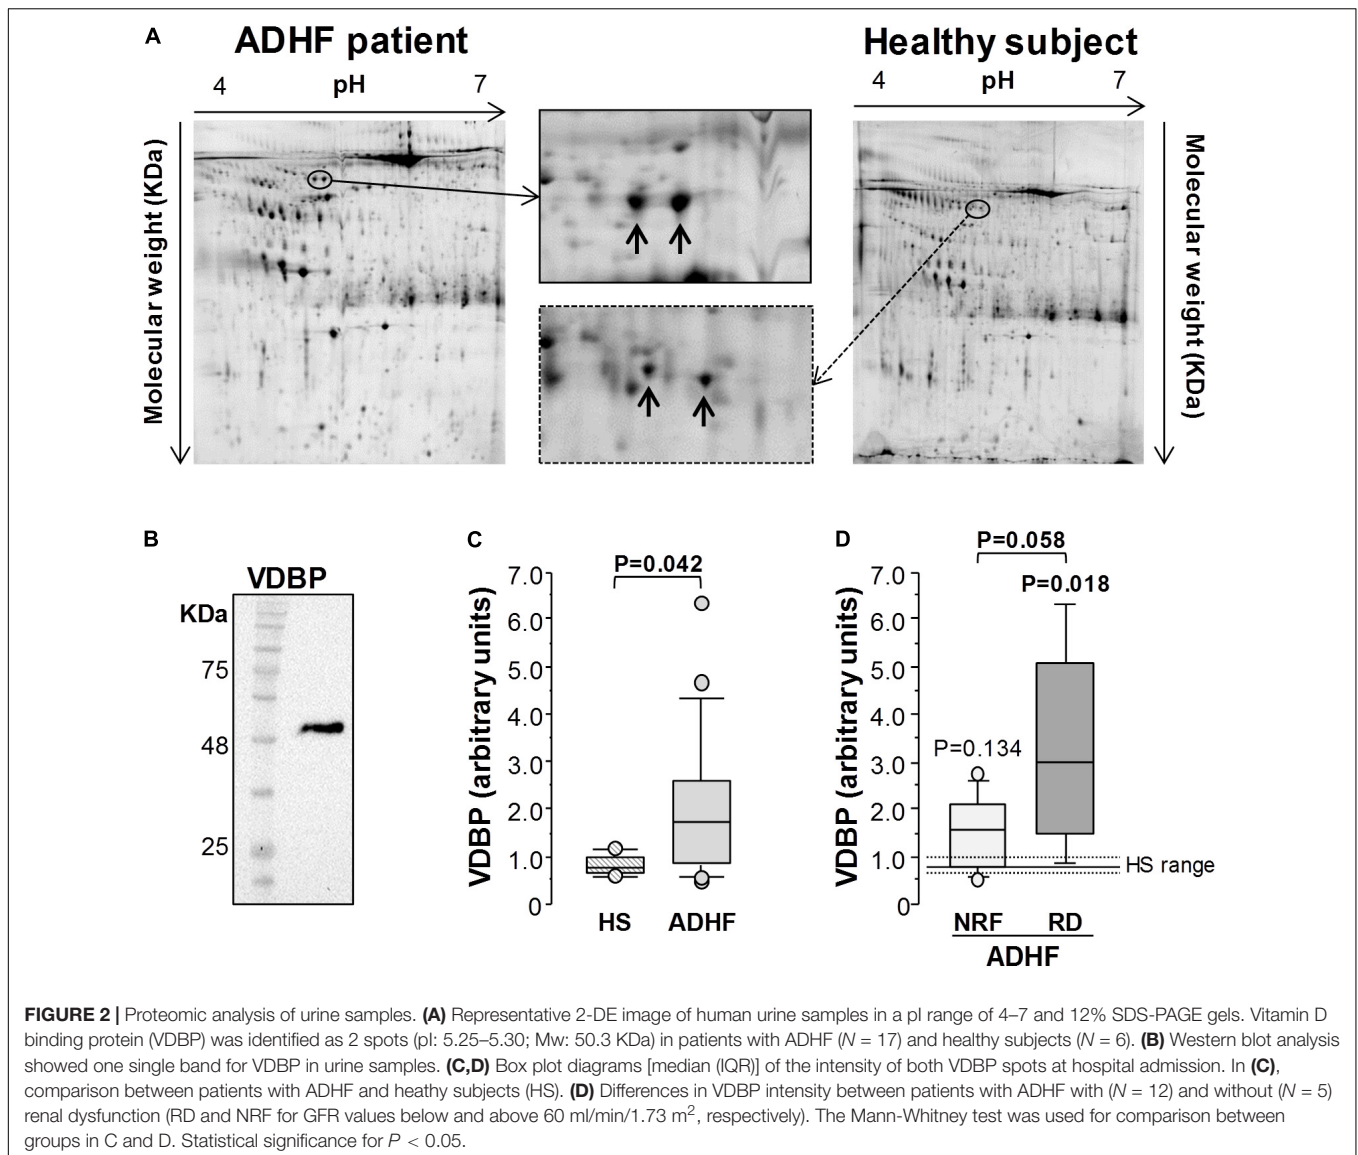 A
ADHF patient
Healthy subject
4 pH 7
4 pH 7
Molecular weight (KDa)
Molecular weight (KDa)
B
VDBP
KDa
75
48
25
C
P=0.042
VDBP (arbitrary units)
7.0
6.0
5.0
4.0
3.0
2.0
1.0
0
HS ADHF
D
P=0.058
P=0.018
P=0.134
VDBP (arbitrary units)
7.0
6.0
5.0
4.0
3.0
2.0
1.0
0
HS range
NRF RD
ADHF
FIGURE 2 | Proteomic analysis of urine samples. (A) Representative 2-DE image of human urine samples in a pI range of 4–7 and 12% SDS-PAGE gels. Vitamin D
binding protein (VDBP) was identified as 2 spots (pI: 5.25–5.30; Mw: 50.3 KDa) in patients with ADHF (N = 17) and healthy subjects (N = 6). (B) Western blot analysis
showed one single band for VDBP in urine samples. (C,D) Box plot diagrams [median (IQR)] of the intensity of both VDBP spots at hospital admission. In (C),
comparison between patients with ADHF and heathy subjects (HS). (D) Differences in VDBP intensity between patients with ADHF with (N = 12) and without (N = 5)
renal dysfunction (RD and NRF for GFR values below and above 60 ml/min/1.73 m², respectively). The Mann-Whitney test was used for comparison between
groups in C and D. Statistical significance for P < 0.05.